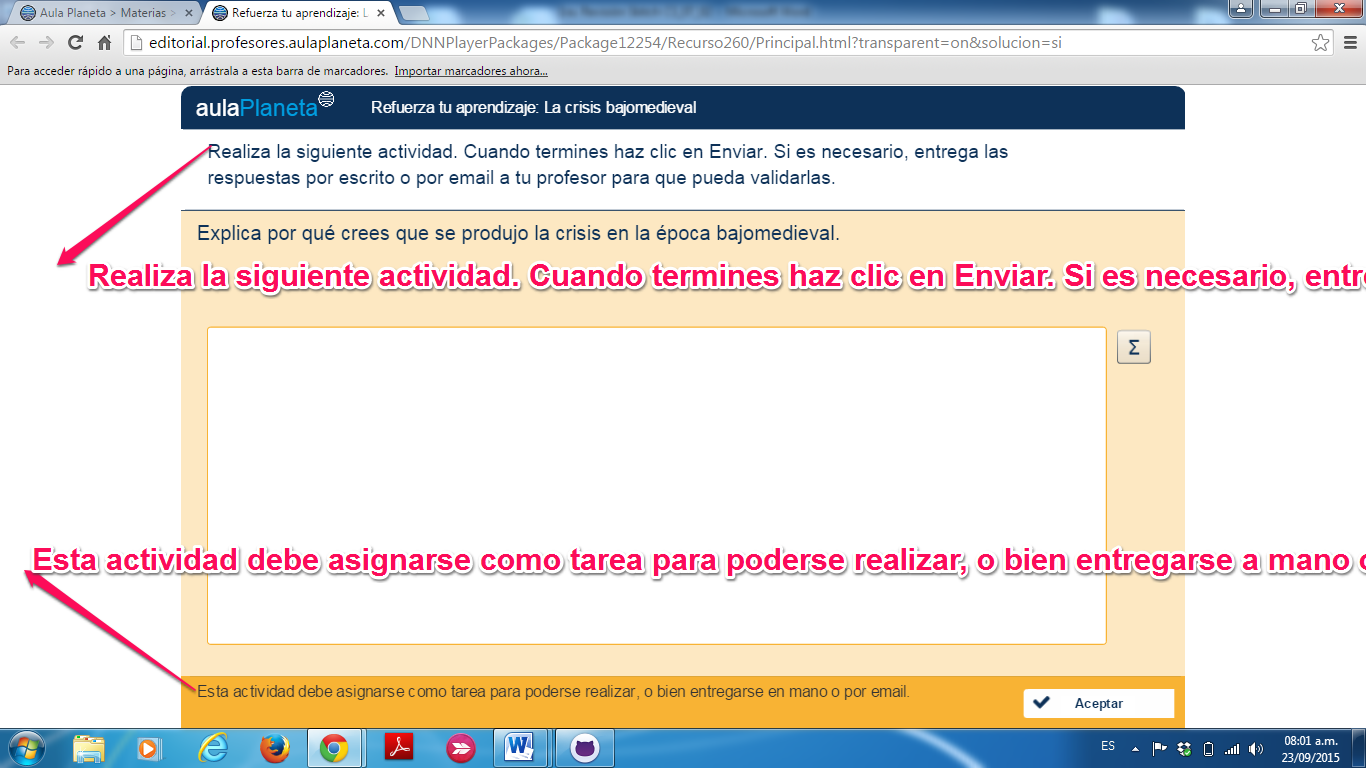 Aula Planeta > Materias >
Refuerza tu aprendizaje: L
editorial.profesores.aulaplaneta.com/DNNPlayerPackages/Package12254/Recurso260/Principal.html?transparent=on&solucion=si
Para acceder rápido a una página, arrástrala a esta barra de marcadores. Importar marcadores ahora...
aulaPlaneta Refuerza tu aprendizaje: La crisis bajomedieval
Realiza la siguiente actividad. Cuando termines haz clic en Enviar. Si es necesario, entrega las
respuestas por escrito o por email a tu profesor para que pueda validarlas.
Explica por qué crees que se produjo la crisis en la época bajomedieval.
Realiza la siguiente actividad. Cuando termines haz clic en Enviar. Si es necesario, entre
Σ
Esta actividad debe asignarse como tarea para poderse realizar, o bien entregarse a mano o
Esta actividad debe asignarse como tarea para poderse realizar, o bien entregarse en mano o por email.
Aceptar
ES
08:01 a.m.
23/09/2015